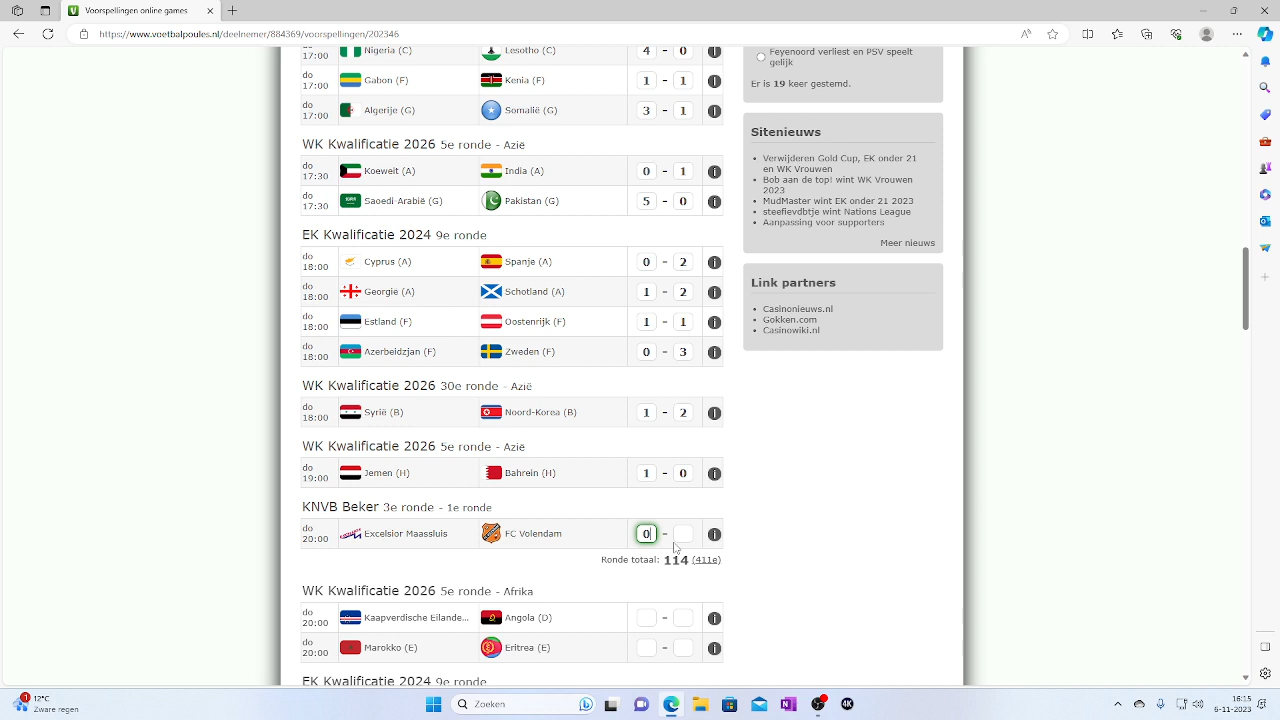 Voorspelingen online games
https://www.voetbalpoules.nl/deelnemer/884369/voorspellingen/202346
do 17:00 Nigeria (C) Lesotho (C) 4 - 0
do 17:00 Gabon (F) Kenia (F) 1 - 1
do 17:00 Algerije (G) Somalië (G) 3 - 1
WK Kwalificatie 2026 5e ronde - Azië
do 17:30 Koeweit (A) India (A) 0 - 1
do 17:30 Saoedi-Arabië (G) Pakistan (G) 5 - 0
EK Kwalificatie 2024 9e ronde
do 18:00 Cyprus (A) Spanje (A) 0 - 2
do 18:00 Georgië (A) Schotland (A) 1 - 2
do 18:00 Estland (F) Oostenrijk (F) 1 - 1
do 18:00 Azerbeidzjan (F) Zweden (F) 0 - 3
WK Kwalificatie 2026 30e ronde - Azië
do 18:00 Syrië (B) Noord-Korea (B) 1 - 2
WK Kwalificatie 2026 5e ronde - Azië
do 19:00 Jemen (H) Bahrein (H) 1 - 0
KNVB Beker 3e ronde - 1e ronde
do 20:00 Excelsior Maassluis FC Volendam 0 -
Ronde totaal: 114 (411e)
WK Kwalificatie 2026 5e ronde - Afrika
do 20:00 Kaapverdische Eilande... Angola (D) -
do 20:00 Marokko (E) Eritrea (E) -
EK Kwalificatie 2024 9e ronde
Feyenoord verliest en PSV speelt
gelijk
Er is 19 keer gestemd.
Sitenieuws
Verwijderen Gold Cup, EK onder 21
en WK Vrouwen
Bob aan de top! wint WK Vrouwen
2023
MudMaster wint EK onder 21 2023
steefievdbtje wint Nations League
Aanpassing voor supporters
Meer nieuws
Link partners
Casinonieuws.nl
Gokken.com
Casinowiki.nl
1
12°C
Zware regen
Zoeken
4K
16:15
6-11-2023